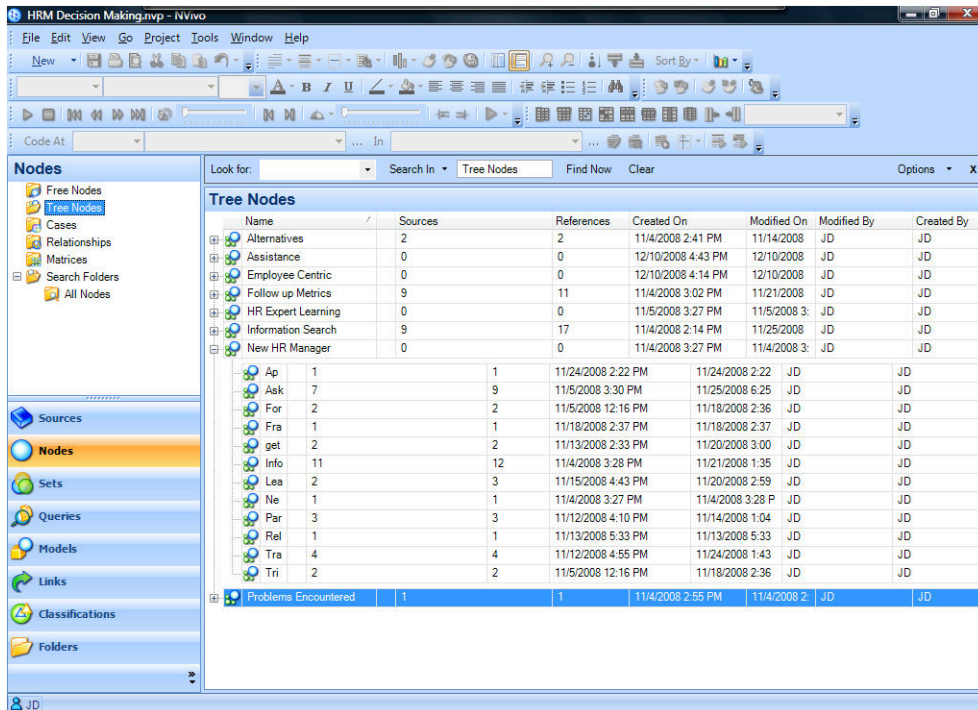 HRM Decision Making.nvp - NVivo
File Edit View Go Project Tools Window Help
New Sort By
B I U
Code At ... In ...
Nodes
Free Nodes
Tree Nodes
Cases
Relationships
Matrices
Search Folders
All Nodes
Sources
Nodes
Sets
Queries
Models
Links
Classifications
Folders
Look for: Search In Tree Nodes Find Now Clear Options x
Tree Nodes
Name Sources References Created On Modified On Modified By Created By
Alternatives 2 2 11/4/2008 2:41 PM 11/14/2008 JD JD
Assistance 0 0 12/10/2008 4:43 PM 12/10/2008 JD JD
Employee Centric 0 0 12/10/2008 4:14 PM 12/10/2008 JD JD
Follow up Metrics 9 11 11/4/2008 3:02 PM 11/21/2008 JD JD
HR Expert Learning 0 0 11/5/2008 3:27 PM 11/5/2008 3: JD JD
Information Search 9 17 11/4/2008 2:14 PM 11/25/2008 JD JD
New HR Manager 0 0 11/4/2008 3:27 PM 11/4/2008 3: JD JD
Ap 1 1 11/24/2008 2:22 PM 11/24/2008 2:22 JD JD
Ask 7 9 11/5/2008 3:30 PM 11/25/2008 6:25 JD JD
For 2 2 11/5/2008 12:16 PM 11/18/2008 2:36 JD JD
Fra 1 1 11/18/2008 2:37 PM 11/18/2008 2:37 JD JD
get 2 2 11/13/2008 2:33 PM 11/20/2008 3:00 JD JD
Info 11 12 11/4/2008 3:28 PM 11/21/2008 1:35 JD JD
Lea 2 3 11/15/2008 4:43 PM 11/20/2008 2:59 JD JD
Ne 1 1 11/4/2008 3:27 PM 11/4/2008 3:28 P JD JD
Par 3 3 11/12/2008 4:10 PM 11/14/2008 1:04 JD JD
Rel 1 1 11/13/2008 5:33 PM 11/13/2008 5:33 JD JD
Tra 4 4 11/12/2008 4:55 PM 11/24/2008 1:43 JD JD
Tri 2 2 11/5/2008 12:16 PM 11/18/2008 2:36 JD JD
Problems Encountered 1 1 11/4/2008 2:55 PM 11/4/2008 2: JD JD
JD